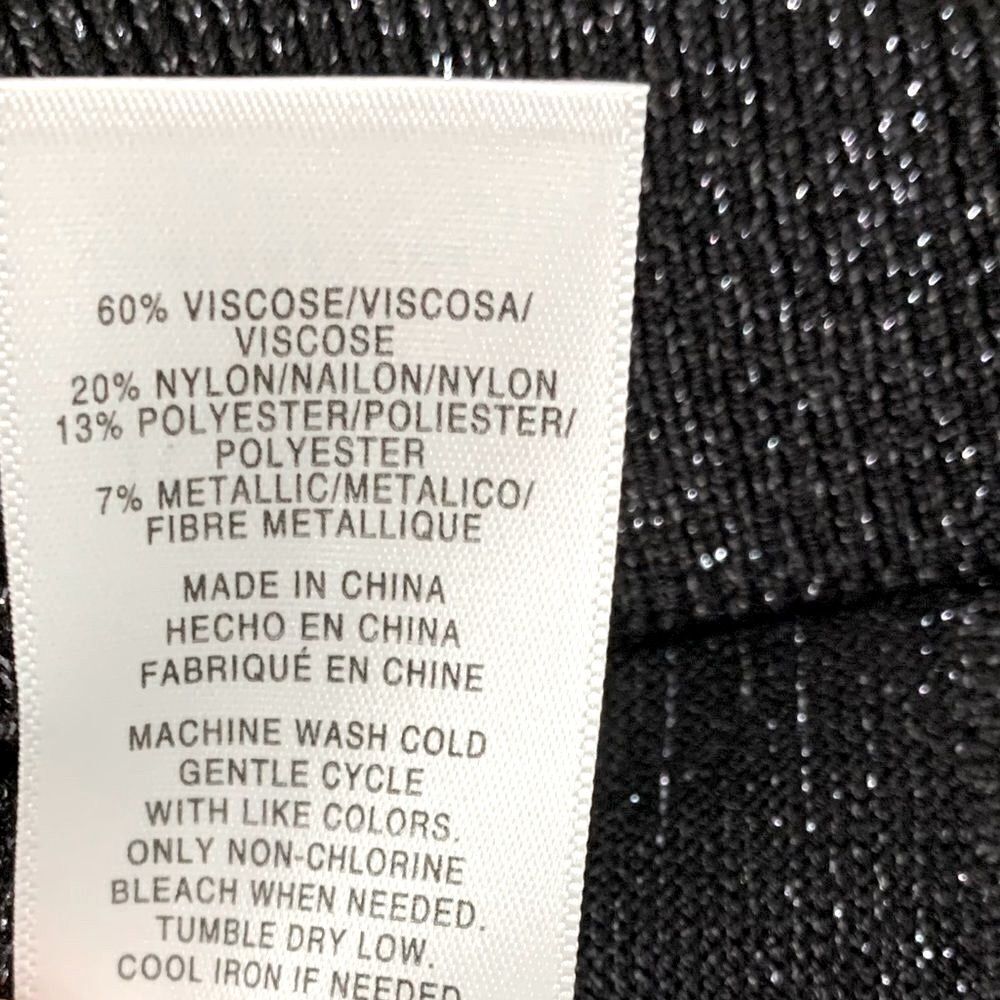 60% VISCOSE/VISCOSA/
VISCOSE
20% NYLON/NAILON/NYLON
13% POLYESTER/POLIESTER/
POLYESTER
7% METALLIC/METALICO/
FIBRE METALLIQUE
MADE IN CHINA
HECHO EN CHINA
FABRIQUÉ EN CHINE
MACHINE WASH COLD
GENTLE CYCLE
WITH LIKE COLORS.
ONLY NON-CHLORINE
BLEACH WHEN NEEDED.
TUMBLE DRY LOW.
COOL IRON IF NEEDED